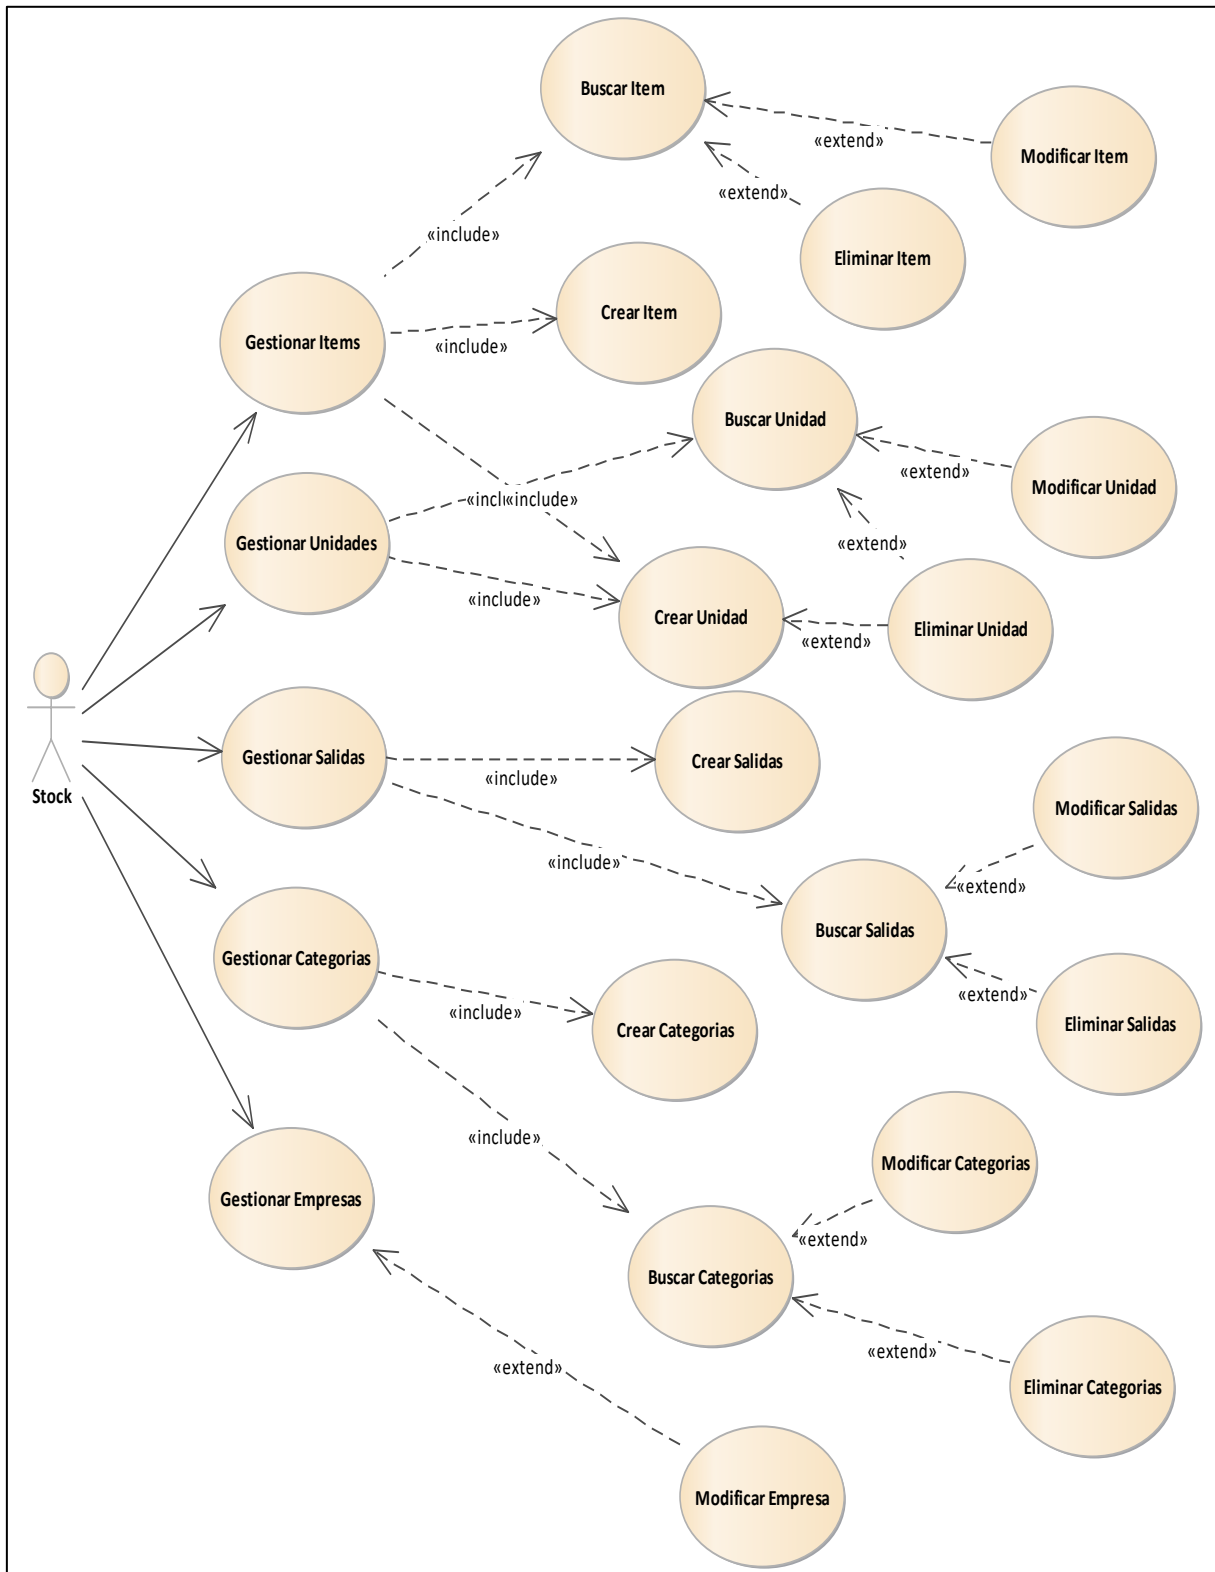 Buscar Item
«extend»
Modificar Item
«extend»
«include»
Eliminar Item
Crear Item
Gestionar Items
«include»
Buscar Unidad
«extend»
Modificar Unidad
«incl
«include»
Gestionar Unidades
«extend»
«include»
Crear Unidad
Eliminar Unidad
«extend»
Stock
Gestionar Salidas
Crear Salidas
«include»
Modificar Salidas
«include»
«extend»
Buscar Salidas
Gestionar Categorias
«extend»
«include»
Crear Categorias
Eliminar Salidas
«include»
Modificar Categorias
Gestionar Empresas
«extend»
Buscar Categorias
«extend»
«extend»
Eliminar Categorias
Modificar Empresa